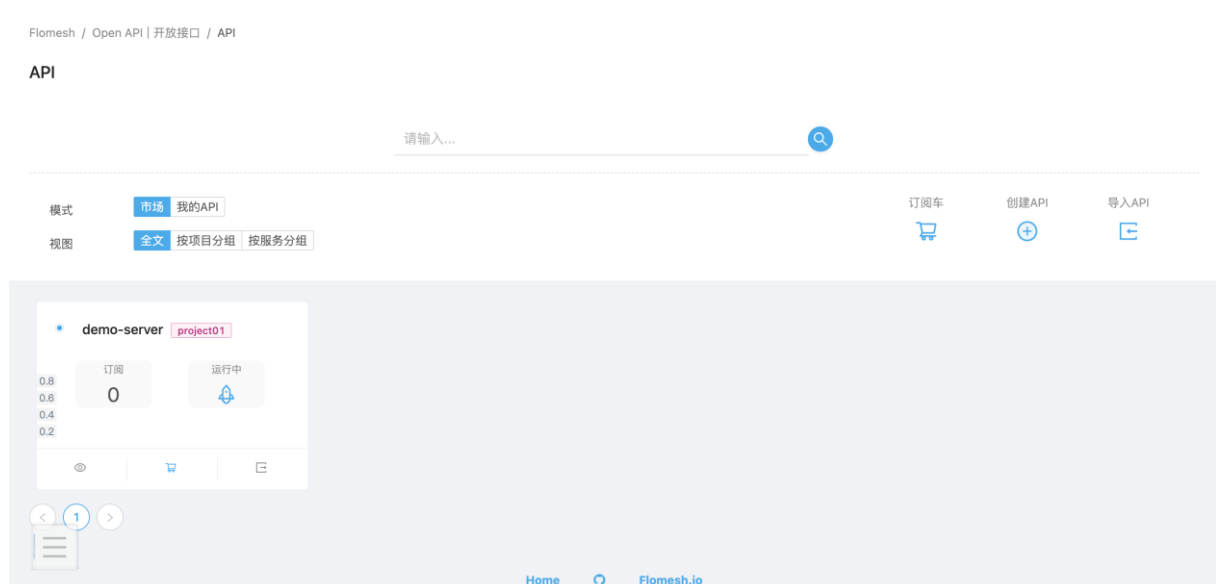 Flomesh / Open API | 开放接口 / API
API
请输入...
模式 市场 我的API
视图 全文 按项目分组 按服务分组
订阅车 创建API 导入API
demo-server project01
订阅 运行中
0
0.8
0.6
0.4
0.2
< 1 >
Home Flomesh.io